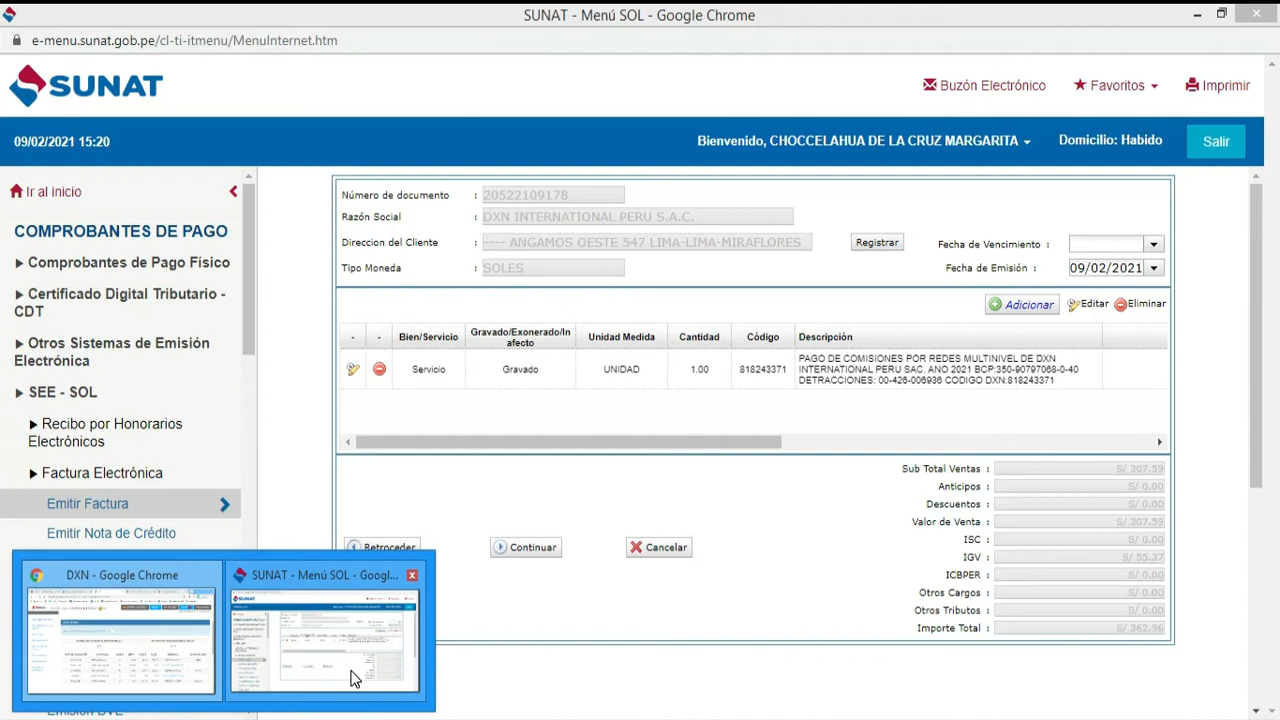 SUNAT - Menú SOL - Google Chrome
e-menu.sunat.gob.pe/cl-ti-itmenu/MenuInternet.htm
SUNAT
Buzón Electrónico
Favoritos
Imprimir
09/02/2021 15:20
Bienvenido, CHOCCELAHUA DE LA CRUZ MARGARITA
Domicilio: Habido
Salir
Ir al inicio
COMPROBANTES DE PAGO
Comprobantes de Pago Físico
Certificado Digital Tributario -
CDT
Otros Sistemas de Emisión
Electrónica
SEE - SOL
Recibo por Honorarios
Electrónicos
Factura Electrónica
Emitir Factura
Emitir Nota de Crédito
Número de documento : 20522109178
Razón Social : DXN INTERNATIONAL PERU S.A.C.
Direccion del Cliente : ---- ANGAMOS OESTE 547 LIMA-LIMA-MIRAFLORES
Registrar
Fecha de Vencimiento :
Tipo Moneda : SOLES
Fecha de Emisión : 09/02/2021
Adicionar
Editar
Eliminar
- - Bien/Servicio Gravado/Exonerado/In
afecto
Unidad Medida Cantidad Código Descripción
Servicio Gravado UNIDAD 1.00 818243371
PAGO DE COMISIONES POR REDES MULTINIVEL DE DXN
INTERNATIONAL PERU SAC. ANO 2021 BCP:350-90797068-0-40
DETRACCIONES: 00-426-006936 CODIGO DXN:818243371
Sub Total Ventas : S/ 307.59
Anticipos : S/ 0.00
Descuentos : S/ 0.00
Valor de Venta : S/ 307.59
ISC : S/ 0.00
IGV : S/ 55.37
ICBPER : S/ 0.00
Otros Cargos : S/ 0.00
Otros Tributos : S/ 0.00
Importe Total : S/ 362.96
Retroceder
Continuar
Cancelar
DXN - Google Chrome
SUNAT - Menú SOL - Googl...